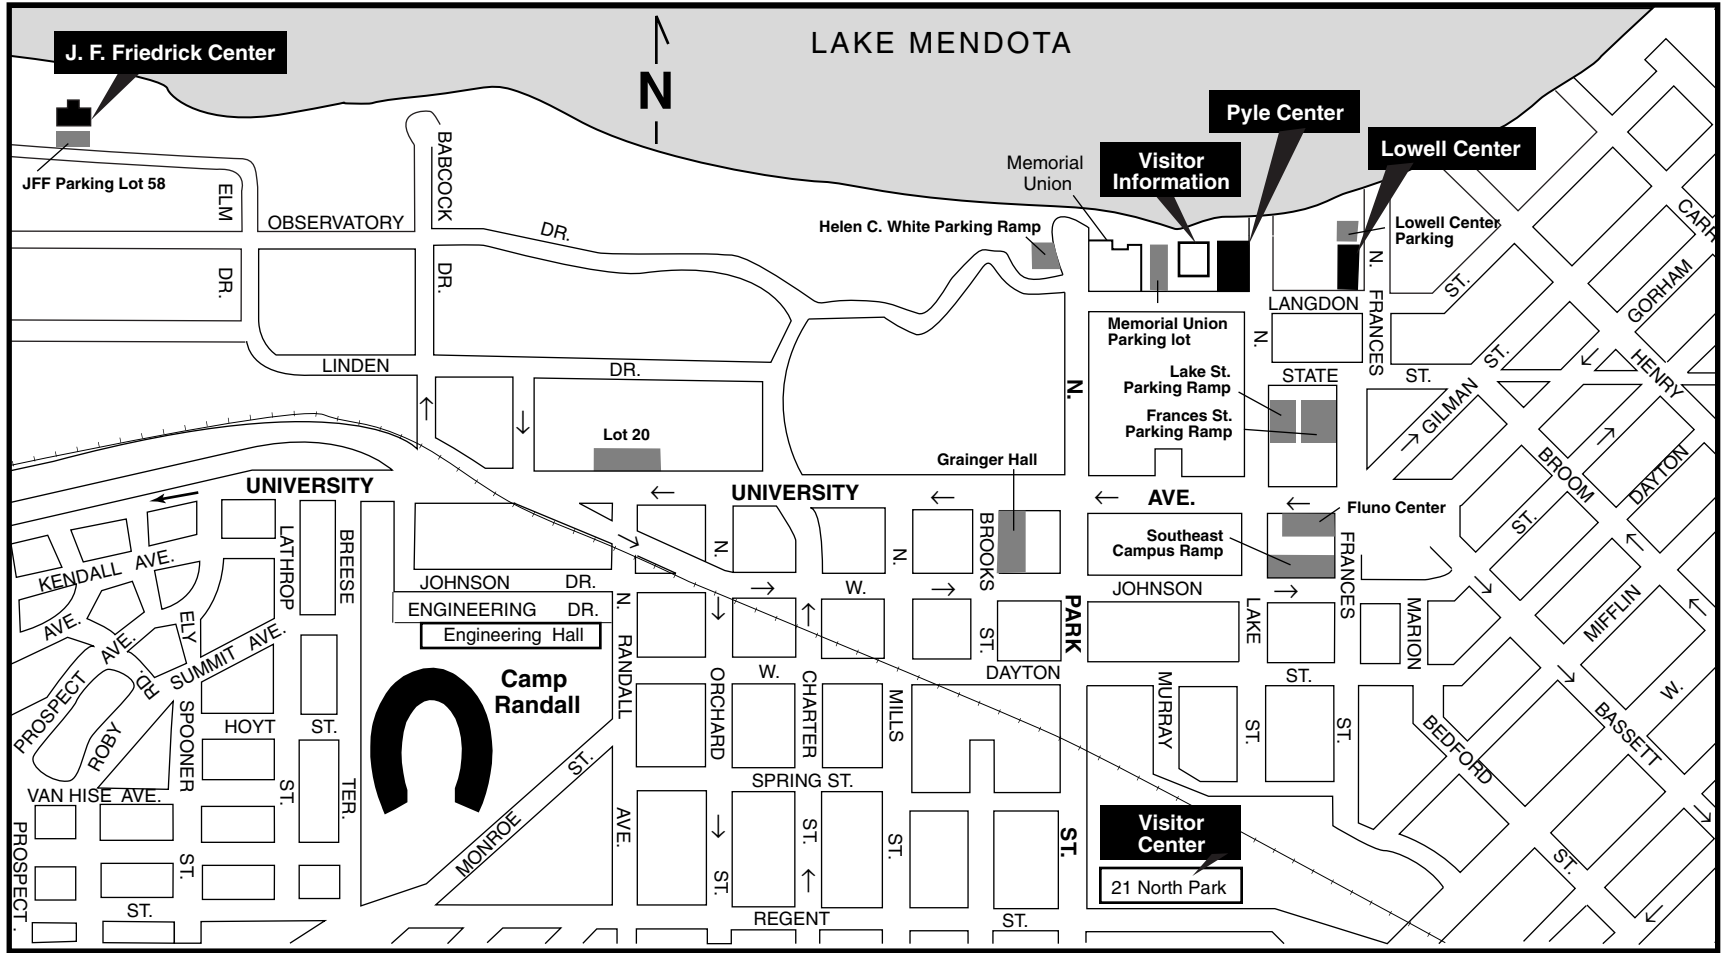 LAKE MENDOTA
J. F. Friedrick Center
N
Pyle Center
Lowell Center
Visitor
Information
Memorial
Union
JFF Parking Lot 58
ELM
DR.
BABCOCK
DR.
OBSERVATORY
DR.
Helen C. White Parking Ramp
Lowell Center
Parking
CARR
N.
FRANCES
ST.
GORHAM
LANGDON
Memorial Union
Parking lot
N.
LINDEN
DR.
N.
Lake St.
Parking Ramp
STATE
ST.
GILMAN
ST.
HENRY
Frances St.
Parking Ramp
Lot 20
Grainger Hall
BROOM
ST.
DAYTON
UNIVERSITY
UNIVERSITY
AVE.
Fluno Center
Southeast
Campus Ramp
LATHROP
ST.
BREESE
TER.
N.
N.
BROOKS
ST.
FRANCES
ST.
KENDALL
AVE.
JOHNSON
DR.
W.
JOHNSON
ENGINEERING
DR.
Engineering Hall
N.
RANDALL
AVE.
PARK
ST.
LAKE
ST.
MARION
MIFFLIN
AVE.
AVE.
ELY
SUMMIT
AVE.
RD.
PROSPECT
ROBY
Camp
Randall
ORCHARD
ST.
W.
CHARTER
ST.
MILLS
ST.
DAYTON
ST.
MURRAY
W.
SPOONER
ST.
HOYT
ST.
BEDFORD
ST.
BASSETT
MONROE
ST.
SPRING ST.
VAN HISE AVE.
PROSPECT .
Visitor
Center
21 North Park
ST.
REGENT
ST.